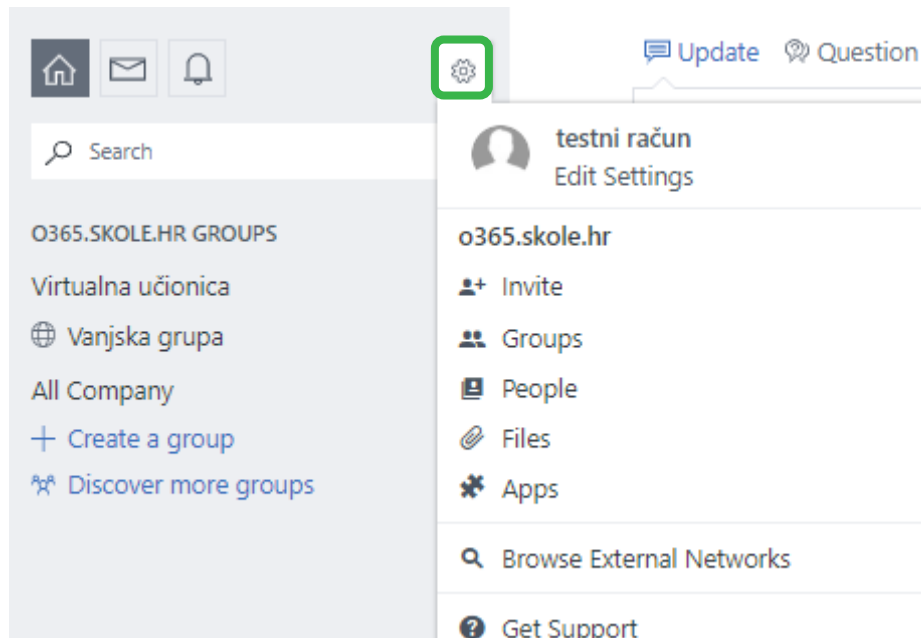 Update
Question
Search
testni račun
Edit Settings
O365.SKOLE.HR GROUPS
Virtualna učionica
Vanjska grupa
All Company
Create a group
Discover more groups
o365.skole.hr
Invite
Groups
People
Files
Apps
Browse External Networks
Get Support